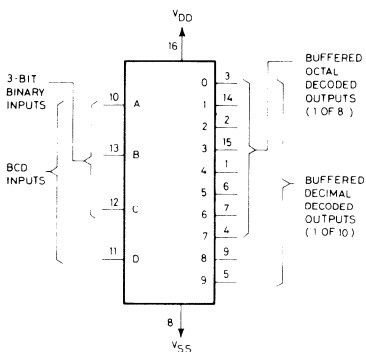 VDD
16
3-BIT
BINARY
INPUTS
BCD
INPUTS
10 A
13 B
12 C
11 D
0 3
1 14
2 2
3 15
4 1
5 6
6 7
7 4
8 9
9 5
BUFFERED
OCTAL
DECODED
OUTPUTS
(1 OF 8)
BUFFERED
DECIMAL
DECODED
OUTPUTS
(1 OF 10)
8
VSS